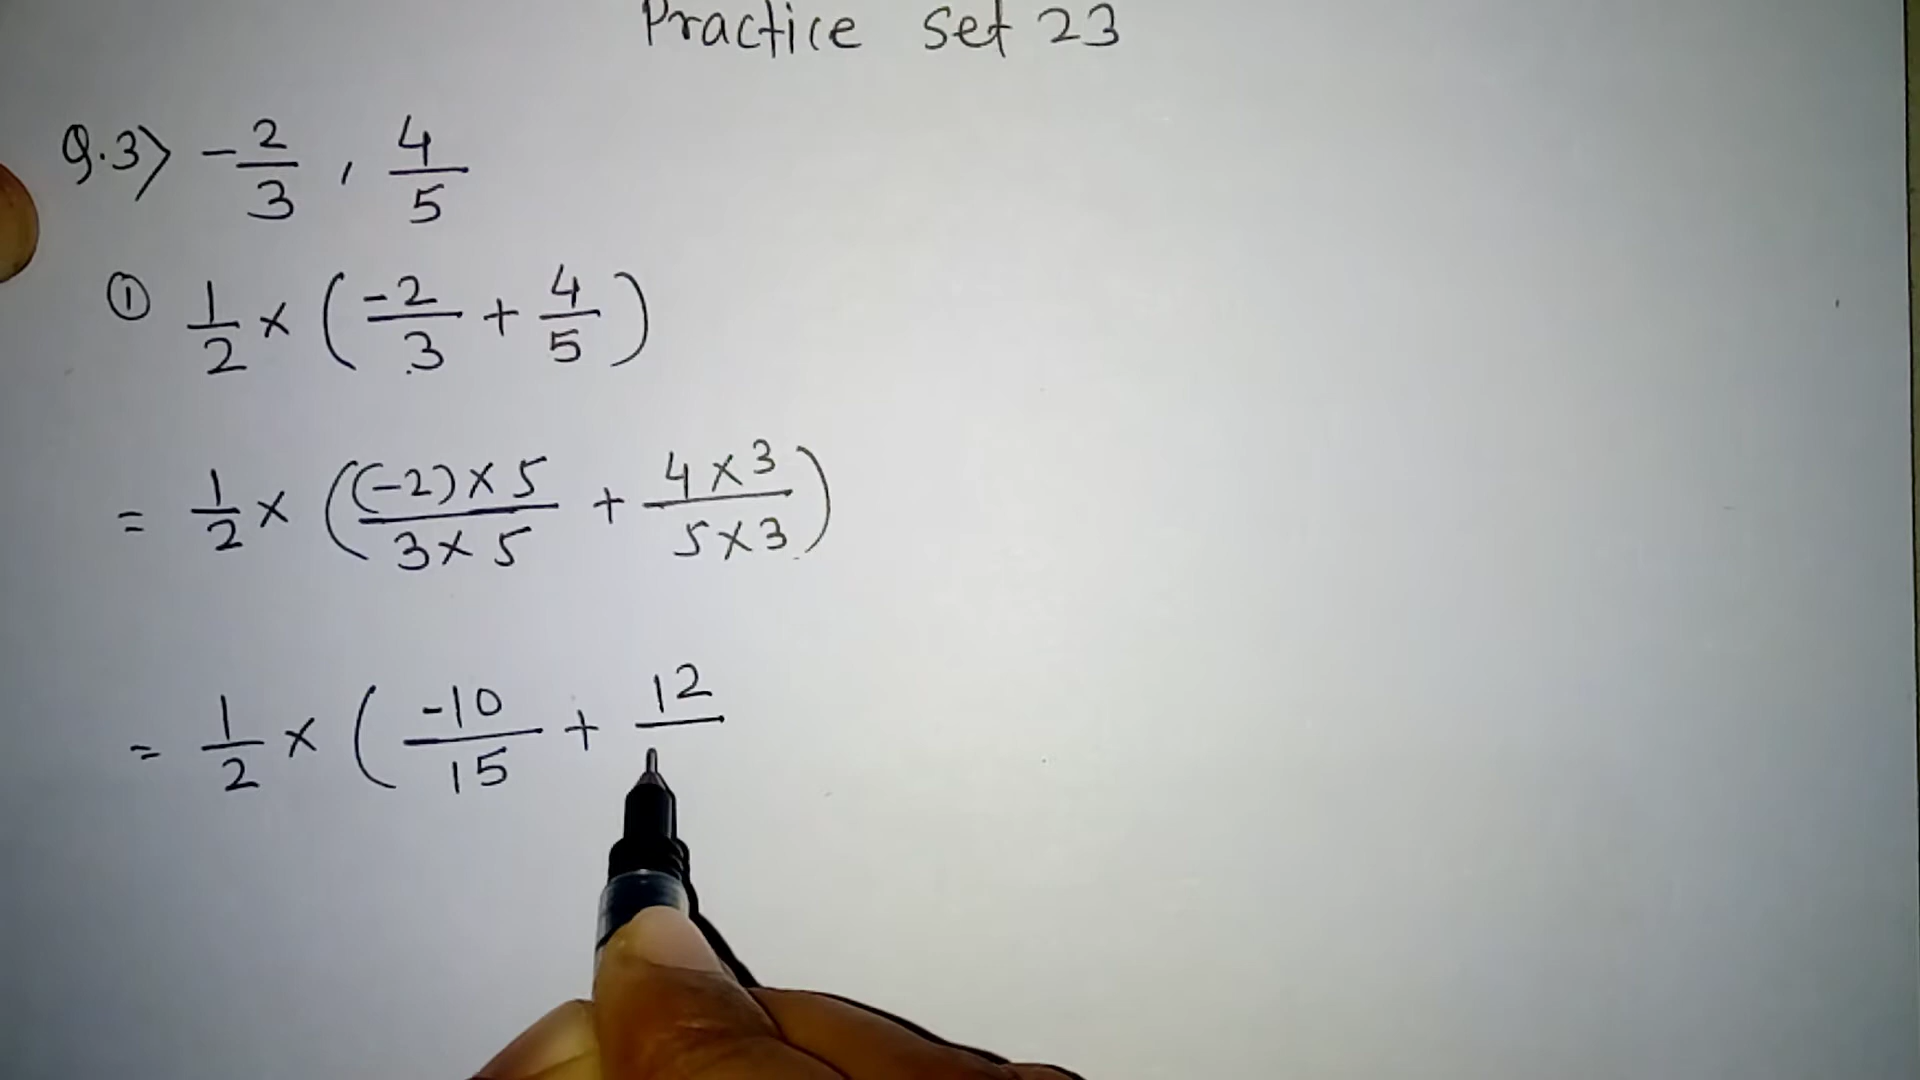 Practice Set 23
Q.3) -2/3 , 4/5
① 1/2 × (-2/3 + 4/5)
= 1/2 × ((-2)×5/3×5 + 4×3/5×3)
= 1/2 × (-10/15 + 12/